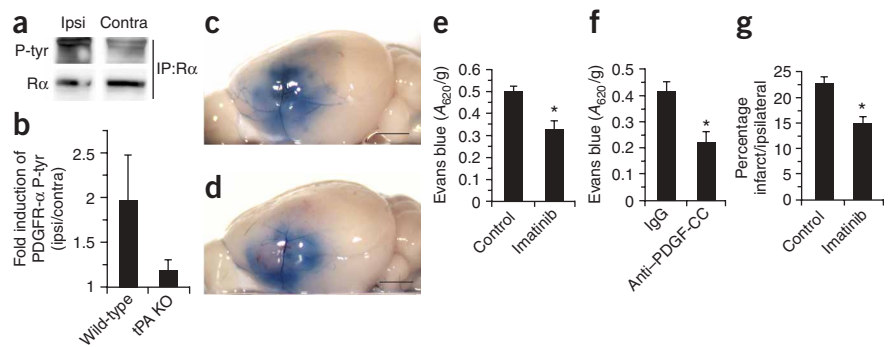 a
Ipsi Contra
P-tyr
Rα
IP:Rα
b
Fold induction of
PDGFR-α P-tyr
(ipsi/contra)
2.5
2
1.5
1
Wild-type
tPA KO
c
d
e
Evans blue (A620/g)
0.6
0.5
0.4
0.3
0.2
0.1
0
*
Control
Imatinib
f
Evans blue (A620/g)
0.5
0.4
0.3
0.2
0.1
0
*
IgG
Anti–PDGF-CC
g
Percentage
infarct/ipsilateral
25
20
15
10
5
0
*
Control
Imatinib